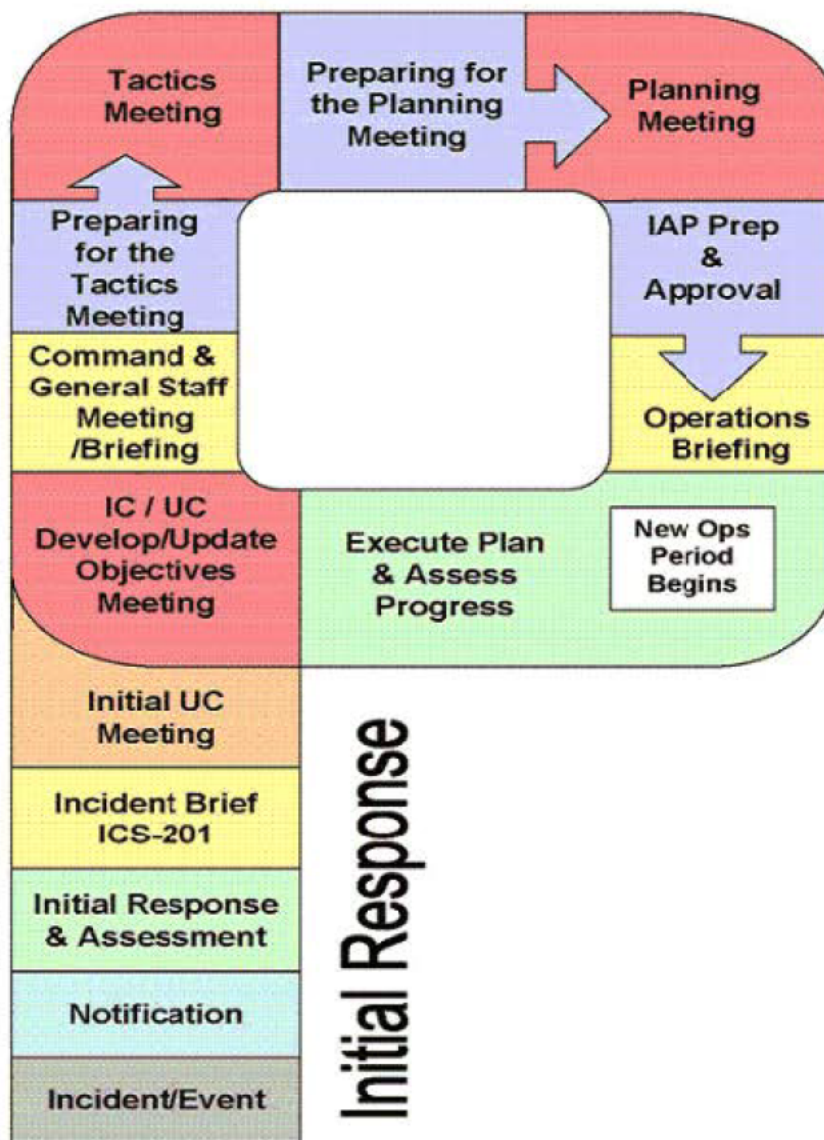 Tactics
Meeting
Preparing for
the Planning
Meeting
Planning
Meeting
Preparing
for the
Tactics
Meeting
IAP Prep
&
Approval
Command &
General Staff
Meeting
/Briefing
Operations
Briefing
IC / UC
Develop/Update
Objectives
Meeting
Execute Plan
& Assess
Progress
New Ops
Period
Begins
Initial UC
Meeting
Incident Brief
ICS-201
Initial Response
& Assessment
Notification
Incident/Event
Initial Response